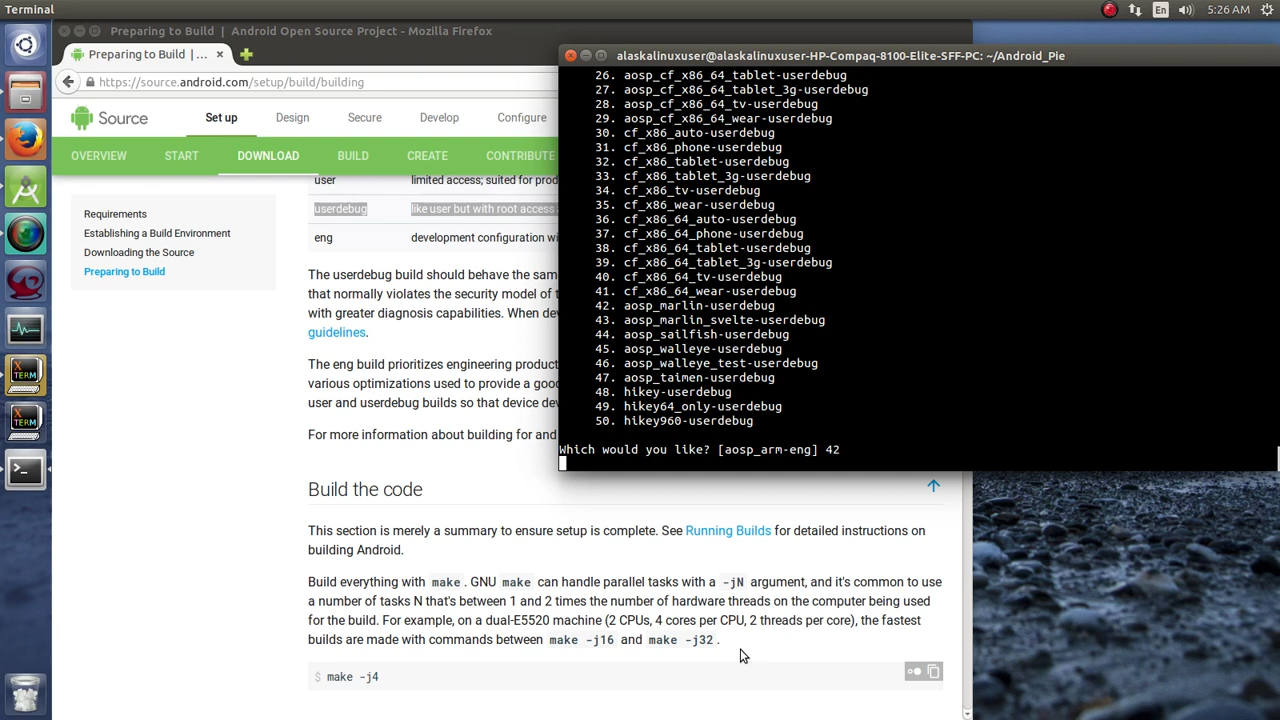 Terminal
En
5:26 AM
Preparing to Build | Android Open Source Project - Mozilla Firefox
Preparing to Build | ...
https://source.android.com/setup/build/building
Source
Set up
Design
Secure
Develop
Configure
OVERVIEW
START
DOWNLOAD
BUILD
CREATE
CONTRIBUTE
Requirements
Establishing a Build Environment
Downloading the Source
Preparing to Build
user limited access; suited for prod
userdebug like user but with root access
eng development configuration wi
The userdebug build should behave the sam
that normally violates the security model of t
with greater diagnosis capabilities. When dev
guidelines.
The eng build prioritizes engineering product
various optimizations used to provide a good
user and userdebug builds so that device dev
For more information about building for and
Build the code
This section is merely a summary to ensure setup is complete. See Running Builds for detailed instructions on
building Android.
Build everything with make. GNU make can handle parallel tasks with a -jN argument, and it's common to use
a number of tasks N that's between 1 and 2 times the number of hardware threads on the computer being used
for the build. For example, on a dual-E5520 machine (2 CPUs, 4 cores per CPU, 2 threads per core), the fastest
builds are made with commands between make -j16 and make -j32.
$ make -j4
alaskalinuxuser@alaskalinuxuser-HP-Compaq-8100-Elite-SFF-PC: ~/Android_Pie
26. aosp_cf_x86_64_tablet-userdebug
27. aosp_cf_x86_64_tablet_3g-userdebug
28. aosp_cf_x86_64_tv-userdebug
29. aosp_cf_x86_64_wear-userdebug
30. cf_x86_auto-userdebug
31. cf_x86_phone-userdebug
32. cf_x86_tablet-userdebug
33. cf_x86_tablet_3g-userdebug
34. cf_x86_tv-userdebug
35. cf_x86_wear-userdebug
36. cf_x86_64_auto-userdebug
37. cf_x86_64_phone-userdebug
38. cf_x86_64_tablet-userdebug
39. cf_x86_64_tablet_3g-userdebug
40. cf_x86_64_tv-userdebug
41. cf_x86_64_wear-userdebug
42. aosp_marlin-userdebug
43. aosp_marlin_svelte-userdebug
44. aosp_sailfish-userdebug
45. aosp_walleye-userdebug
46. aosp_walleye_test-userdebug
47. aosp_taimen-userdebug
48. hikey-userdebug
49. hikey64_only-userdebug
50. hikey960-userdebug
Which would you like? [aosp_arm-eng] 42
X
TERM
X
TERM